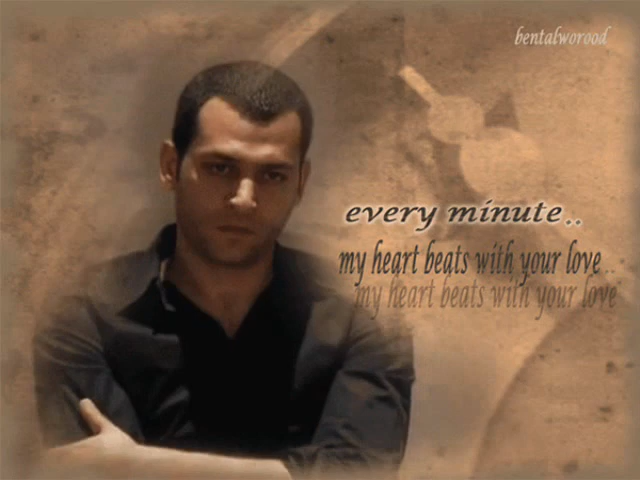 bentalworood
every minute..
my heart beats with your love...
my heart beats with your love